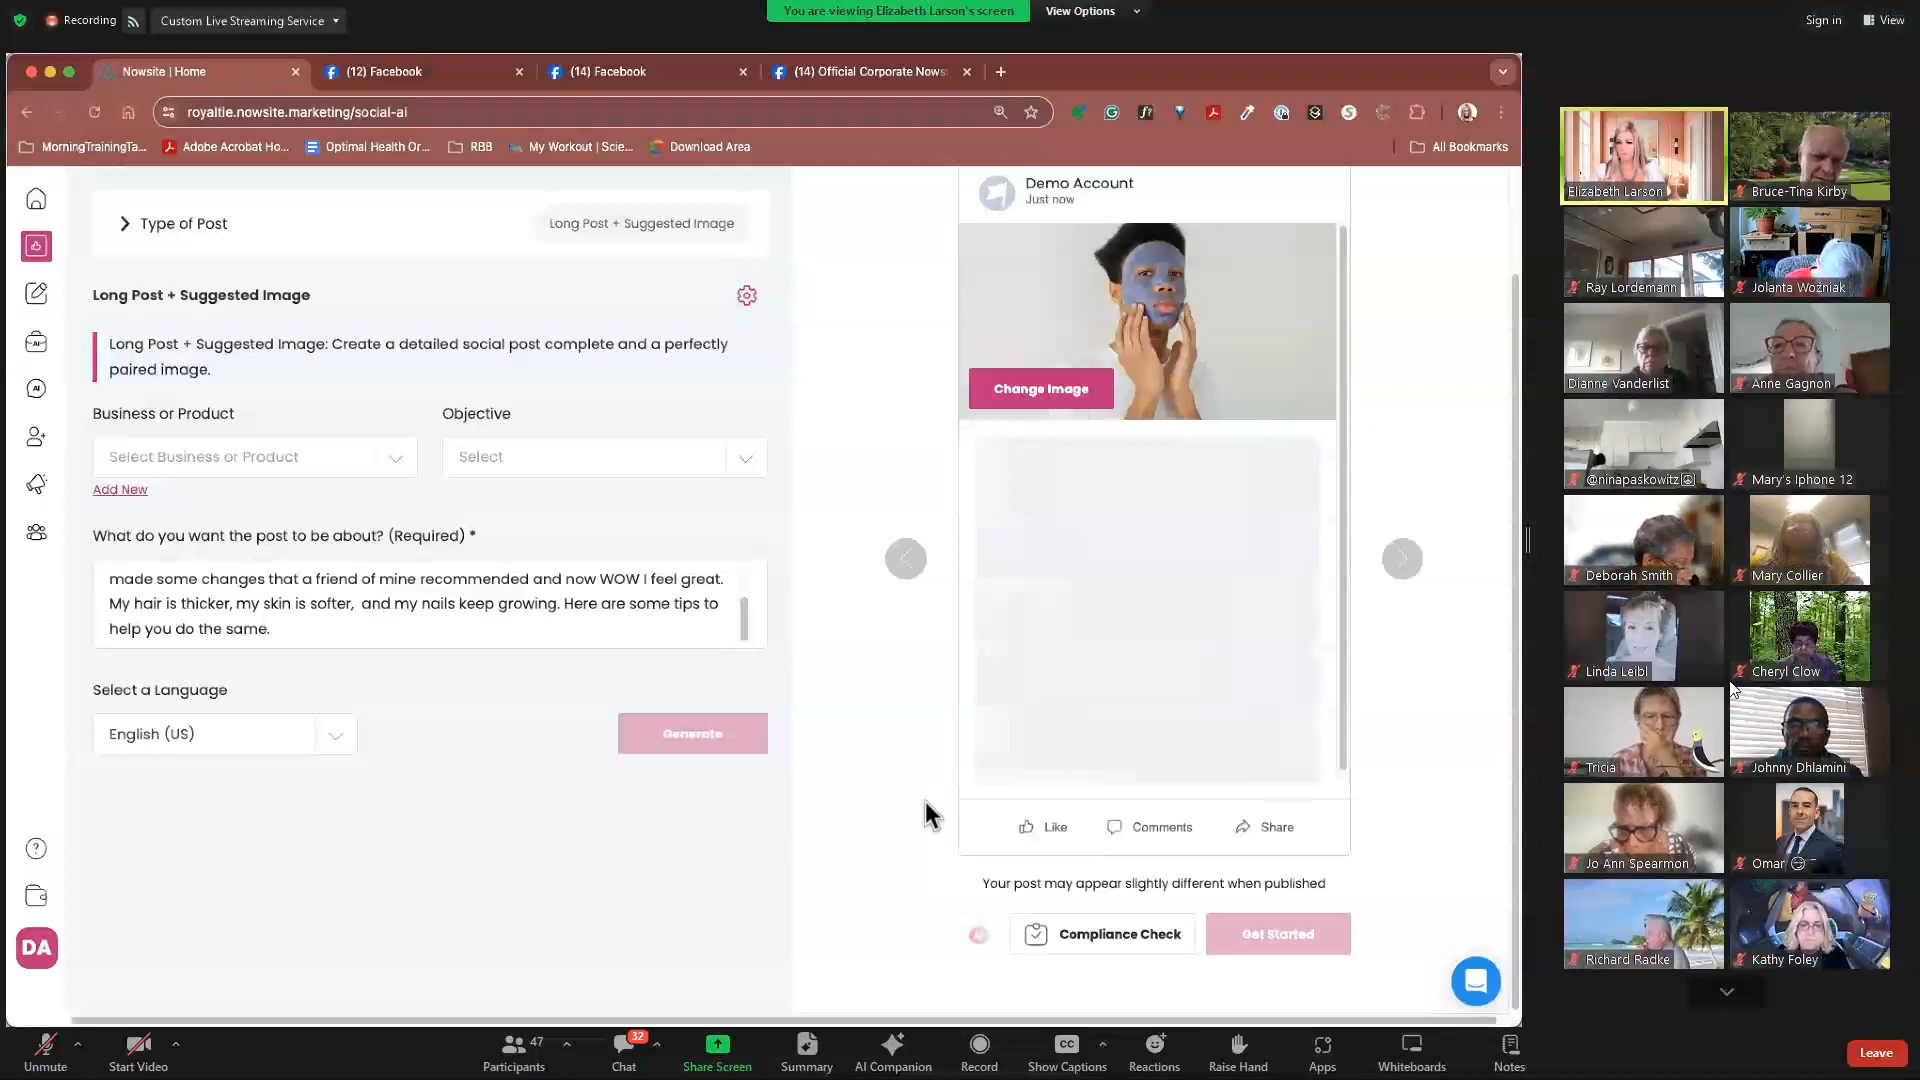 Recording
Custom Live Streaming Service
You are viewing Elizabeth Larson's screen
View Options
Sign in
View
Nowsite | Home
(12) Facebook
(14) Facebook
(14) Official Corporate Nows
royaltie.nowsite.marketing/social-ai
MorningTrainingTa...
Adobe Acrobat Ho...
Optimal Health Or...
RBB
My Workout | Scie...
Download Area
All Bookmarks
Type of Post
Long Post + Suggested Image
Long Post + Suggested Image
Long Post + Suggested Image: Create a detailed social post complete and a perfectly
paired image.
Business or Product
Objective
Select Business or Product
Select
Add New
What do you want the post to be about? (Required) *
made some changes that a friend of mine recommended and now WOW I feel great.
My hair is thicker, my skin is softer,  and my nails keep growing. Here are some tips to
help you do the same.
Select a Language
English (US)
Generate
DA
Demo Account
Just now
Change Image
Like
Comments
Share
Your post may appear slightly different when published
Compliance Check
Get Started
Elizabeth Larson
Bruce-Tina Kirby
Ray Lordemann
Jolanta Woźniak
Dianne Vanderlist
Anne Gagnon
@ninapaskowitz
Mary's Iphone 12
Deborah Smith
Mary Collier
Linda Leibl
Cheryl Clow
Tricia
Johnny Dhlamini
Jo Ann Spearmon
Omar
Richard Radke
Kathy Foley
Unmute
Start Video
Participants
47
Chat
32
Share Screen
Summary
AI Companion
Record
CC
Show Captions
Reactions
Raise Hand
Apps
Whiteboards
Notes
Leave